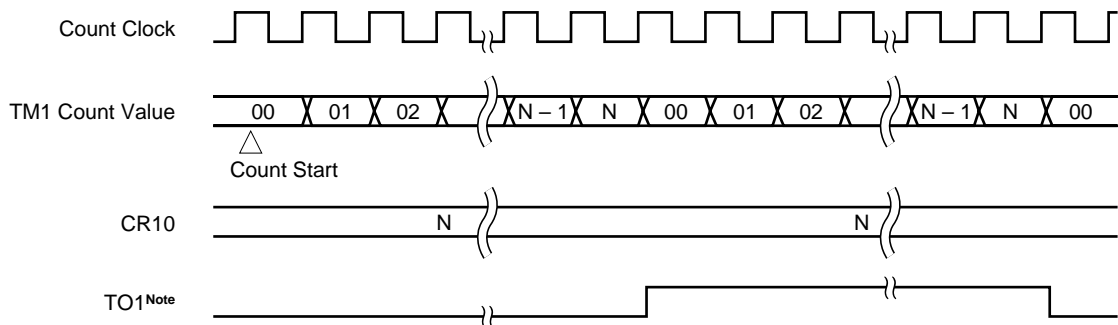 Count Clock
TM1 Count Value
00 01 02 N – 1 N 00 01 02 N – 1 N 00
Count Start
CR10
N N
TO1Note